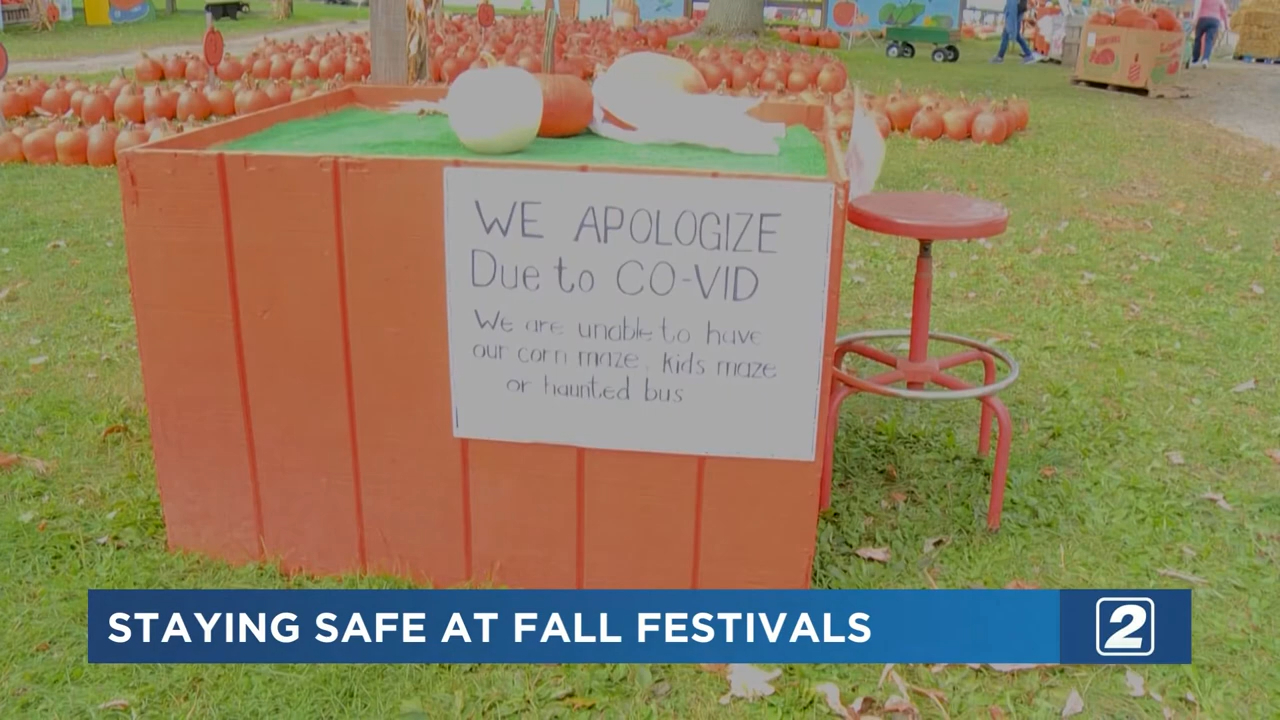 WE APOLOGIZE
Due to CO-VID
We are unable to have
our corn maze, kids maze
or haunted bus
STAYING SAFE AT FALL FESTIVALS
2